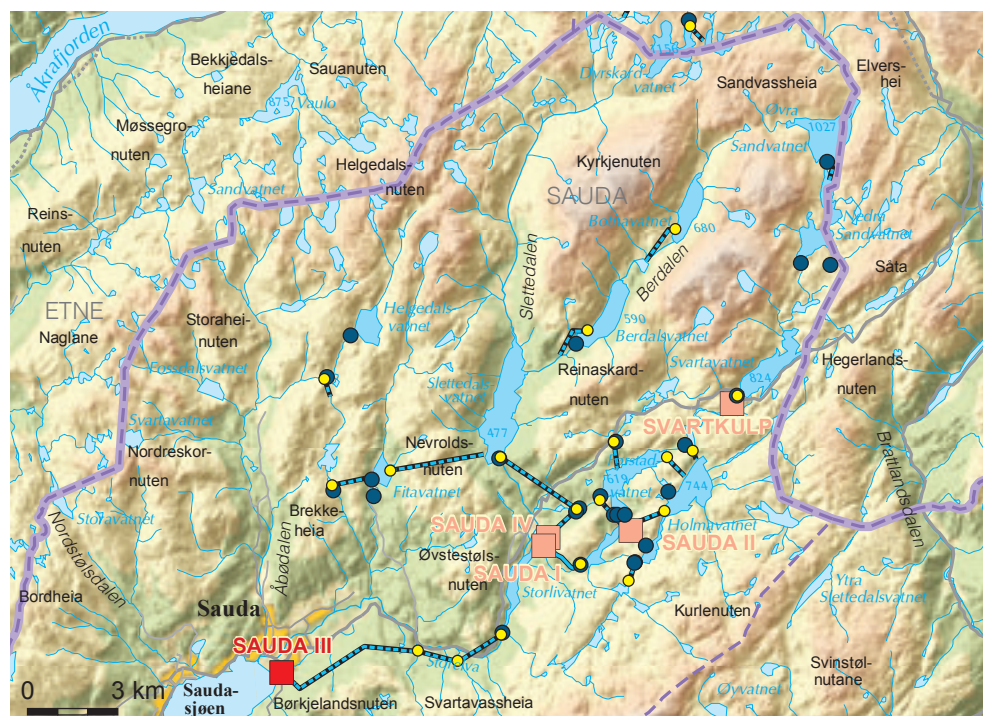 Åkrafjorden
Bekkjedals-
heiane
Sauanuten
1158
Dyrskard-
vatnet
Sandvassheia
Elvers-
hei
875
Vaulo
Øvra
1027
Sandvatnet
Møssegro-
nuten
Helgedals-
nuten
Kyrkjenuten
SAUDA
Sandvatnet
Reins-
nuten
Botnavatnet
680
Nedra
Sandvatnet
Slettedalen
Berdalen
Såta
ETNE
Naglane
Storahei-
nuten
Helgedals-
vatnet
590
Berdalsvatnet
Fossdalsvatnet
Svartavatnet
824
Hegerlands-
nuten
Reinaskard-
nuten
Slettedals-
vatnet
SVARTKULP
Svartavatnet
Nordreskor-
nuten
477
Nevrolds-
nuten
Fitavatnet
619
vatnet
744
Brattlandsdalen
Storavatnet
Brekke-
heia
Holmavatnet
SAUDA IV
SAUDA II
Nordstølsdalen
Åbødalen
Øvstestøls-
nuten
SAUDA I
Storlivatnet
Ytra
Slettedalsvatnet
Bordheia
Sauda
Kurlenuten
SAUDA III
Storelva
Svinstøl-
nutane
0
3 km
Sauda-
sjøen
Børkjelandsnuten
Svartavassheia